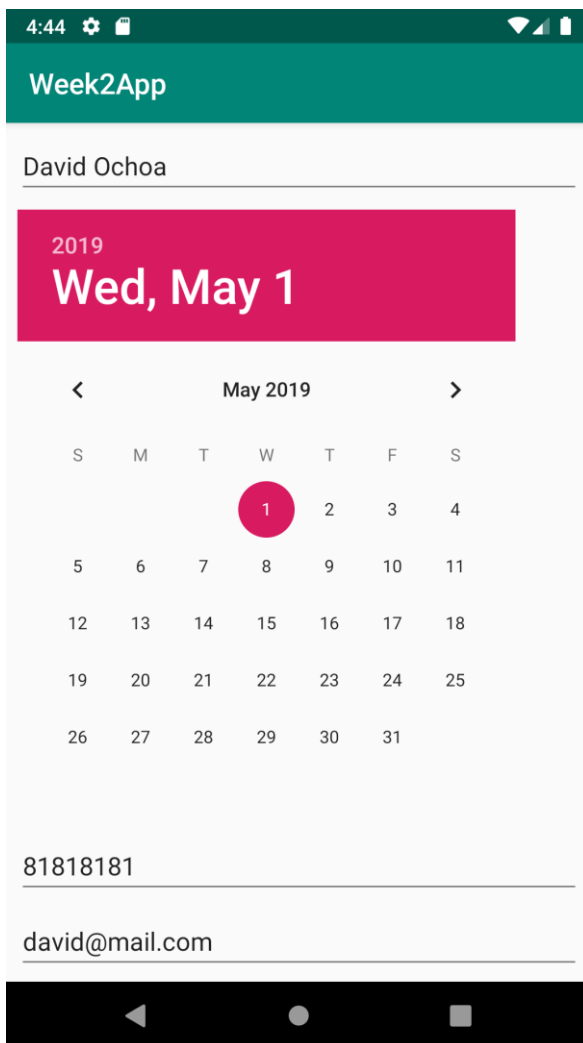 4:44
Week2App
David Ochoa
2019
Wed, May 1
May 2019
S M T W T F S
1 2 3 4
5 6 7 8 9 10 11
12 13 14 15 16 17 18
19 20 21 22 23 24 25
26 27 28 29 30 31
81818181
david@mail.com